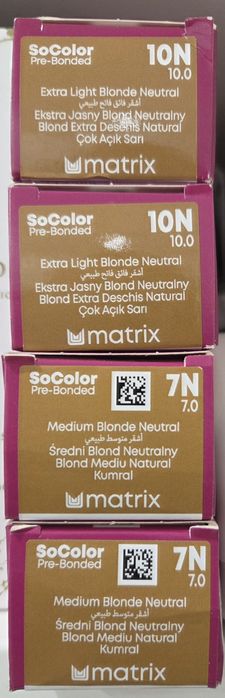 SoColor
Pre-Bonded
10N
10.0
Extra Light Blonde Neutral
أشقر فاتح فائق طبيعي
Ekstra Jasny Blond Neutralny
Blond Extra Deschis Natural
Çok Açık Sarı
matrix
SoColor
Pre-Bonded
10N
10.0
Extra Light Blonde Neutral
أشقر فائق فاتح طبيعي
Ekstra Jasny Blond Neutralny
Blond Extra Deschis Natural
Çok Açık Sarı
matrix
SoColor
Pre-Bonded
7N
7.0
Medium Blonde Neutral
أشقر متوسط طبيعي
Średni Blond Neutralny
Blond Mediu Natural
Kumral
matrix
SoColor
Pre-Bonded
7N
7.0
Medium Blonde Neutral
أشقر متوسط طبيعي
Średni Blond Neutralny
Blond Mediu Natural
Kumral
matrix